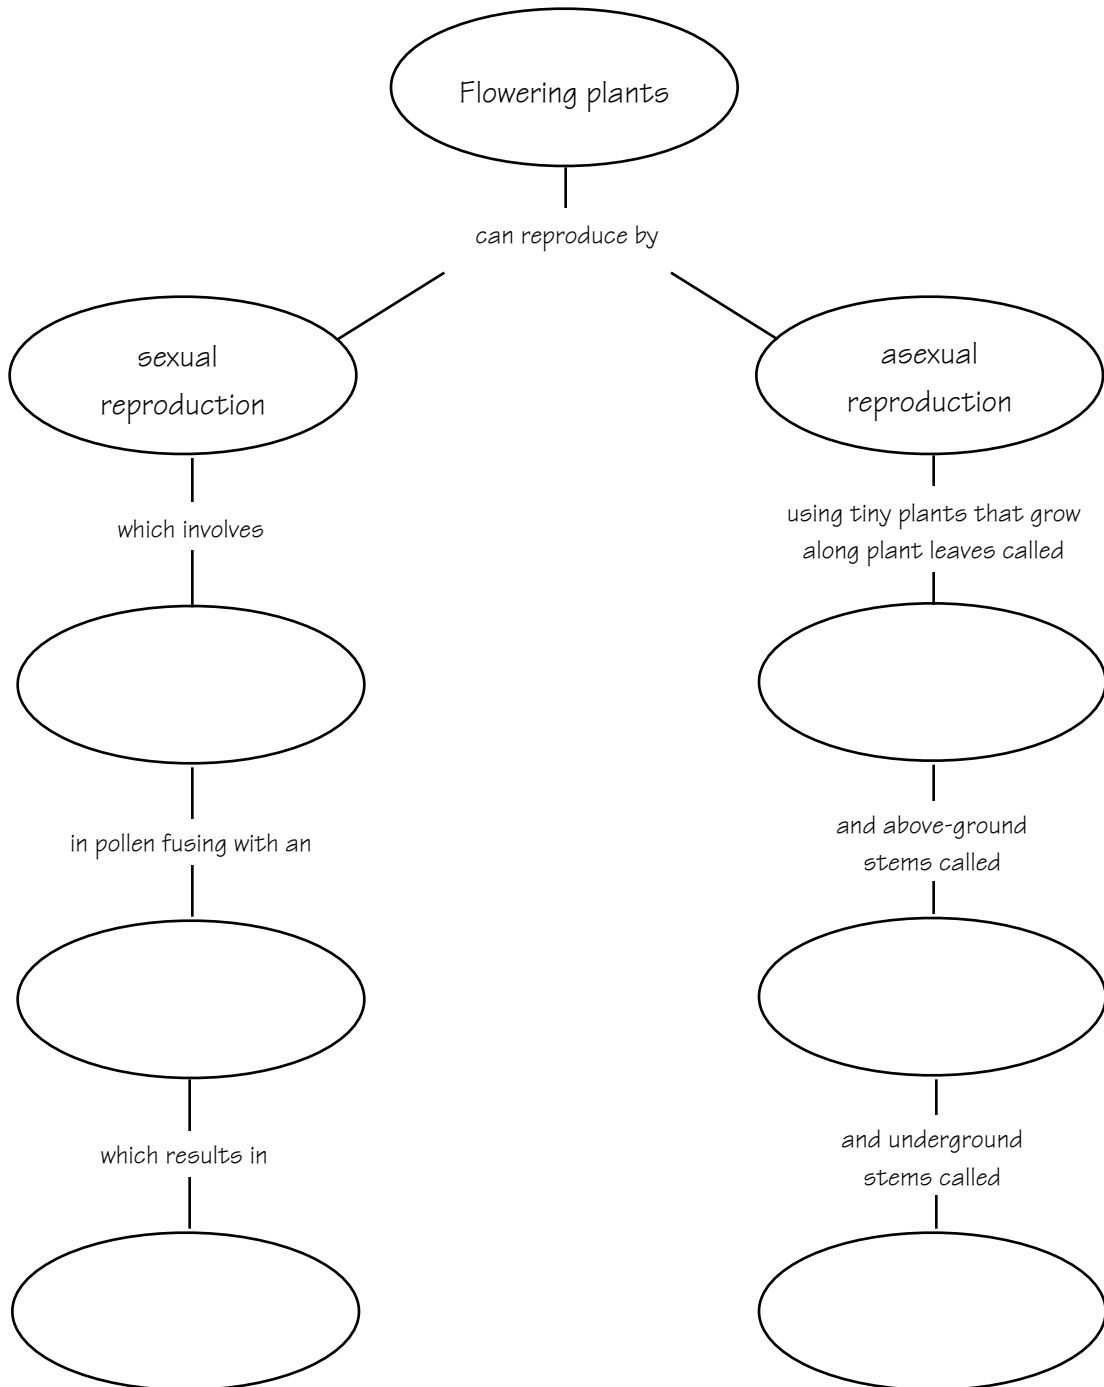 Flowering plants
can reproduce by
sexual
reproduction
asexual
reproduction
which involves
using tiny plants that grow
along plant leaves called
in pollen fusing with an
and above-ground
stems called
which results in
and underground
stems called